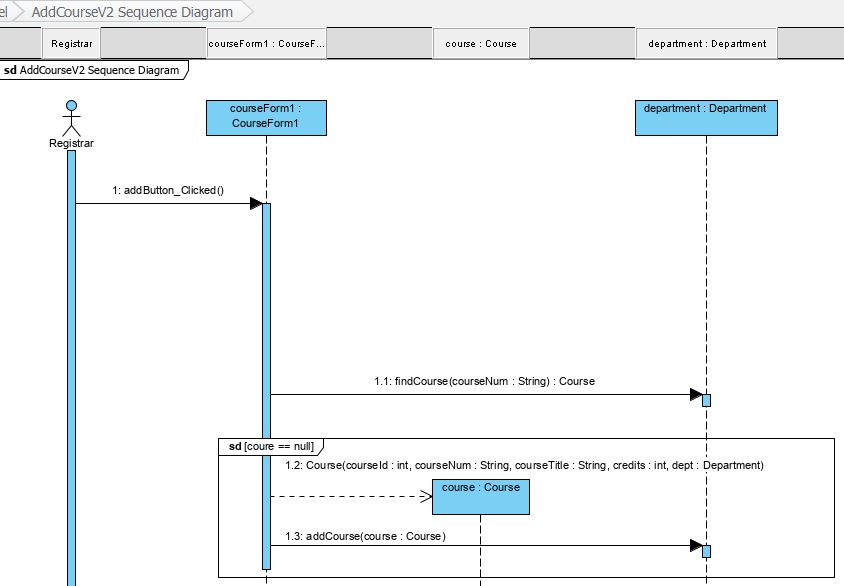 el
AddCourseV2 Sequence Diagram
Registrar
courseForm1 : CourseF...
course : Course
department : Department
sd AddCourseV2 Sequence Diagram
courseForm1 :
CourseForm1
department : Department
Registrar
1: addButton_Clicked()
1.1: findCourse(courseNum : String) : Course
sd [coure == null]
1.2: Course(courseId : int, courseNum : String, courseTitle : String, credits : int, dept : Department)
course : Course
1.3: addCourse(course : Course)